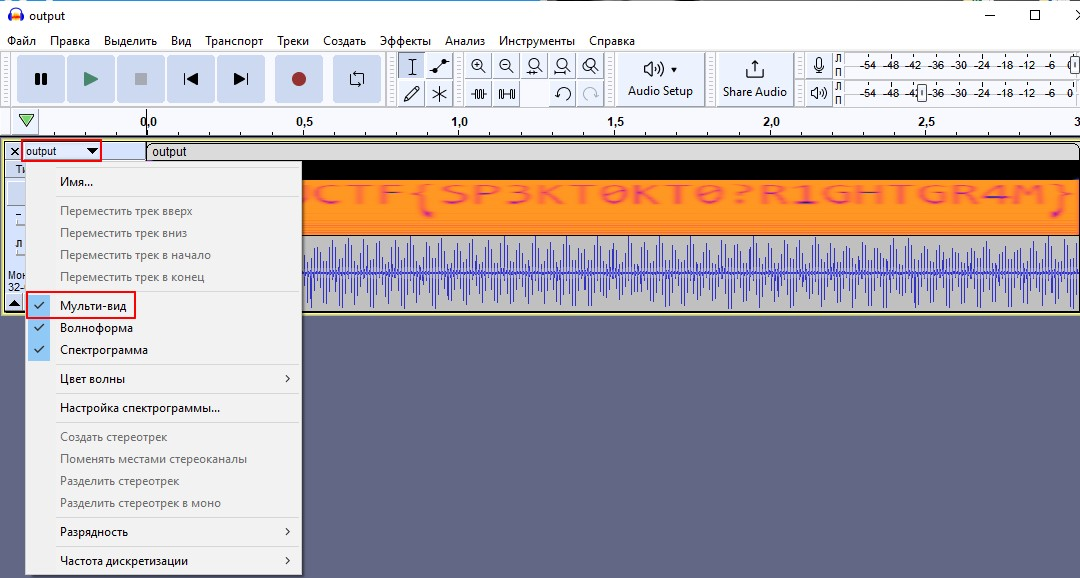 output
Файл Правка Выделить Вид Транспорт Треки Создать Эффекты Анализ Инструменты Справка
Audio Setup
Share Audio
Л -54 -48 -42 -36 -30 -24 -18 -12 -6 0
П
Л -54 -48 -42 -36 -30 -24 -18 -12 -6 0
П
0,0 0,5 1,0 1,5 2,0 2,5 3
output
output
CTF{SP3KT0KT0?R1GHTGR4M}
Л
Мон
32-
Имя...
Переместить трек вверх
Переместить трек вниз
Переместить трек в начало
Переместить трек в конец
Мульти-вид
Волноформа
Спектрограмма
Цвет волны
Настройка спектрограммы...
Создать стереотрек
Поменять местами стереоканалы
Разделить стереотрек
Разделить стереотрек в моно
Разрядность
Частота дискретизации